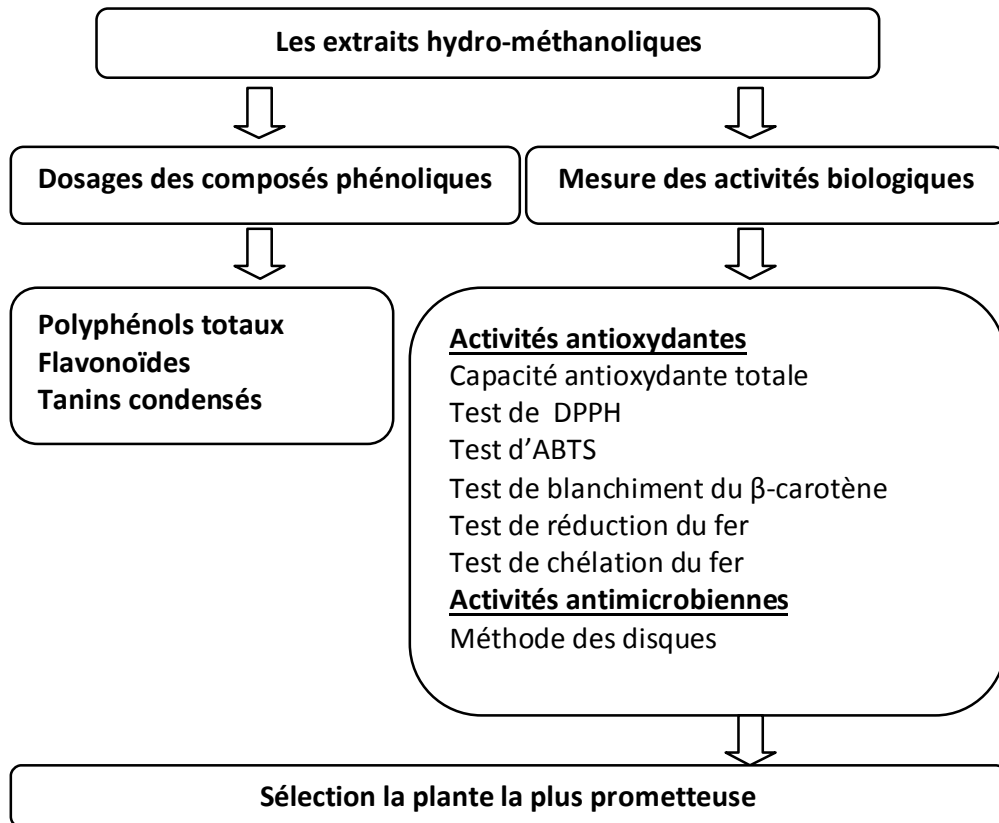 Les extraits hydro-méthanoliques
Dosages des composés phénoliques
Mesure des activités biologiques
Polyphénols totaux
Flavonoïdes
Tanins condensés
Activités antioxydantes
Capacité antioxydante totale
Test de DPPH
Test d’ABTS
Test de blanchiment du β-carotène
Test de réduction du fer
Test de chélation du fer
Activités antimicrobiennes
Méthode des disques
Sélection la plante la plus prometteuse